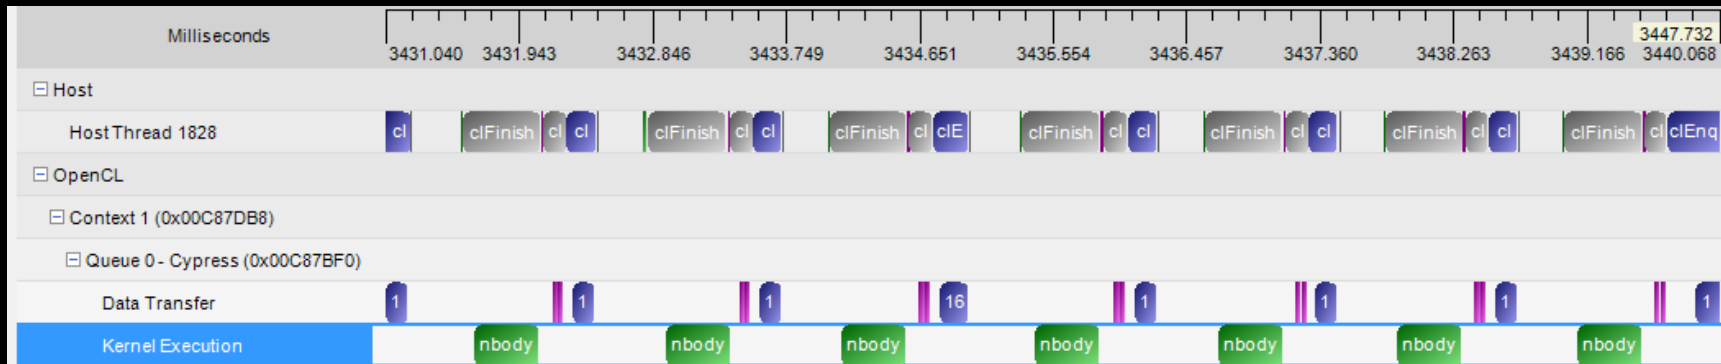 Milliseconds
3447.732
3431.040 3431.943 3432.846 3433.749 3434.651 3435.554 3436.457 3437.360 3438.263 3439.166 3440.068
Host
Host Thread 1828
cl clFinish cl cl clFinish cl cl clFinish cl clE clFinish cl cl clFinish cl cl clFinish cl cl clFinish cl clEnq
OpenCL
Context 1 (0x00C87DB8)
Queue 0 - Cypress (0x00C87BF0)
Data Transfer 1 1 1 16 1 1 1 1
Kernel Execution nbody nbody nbody nbody nbody nbody nbody